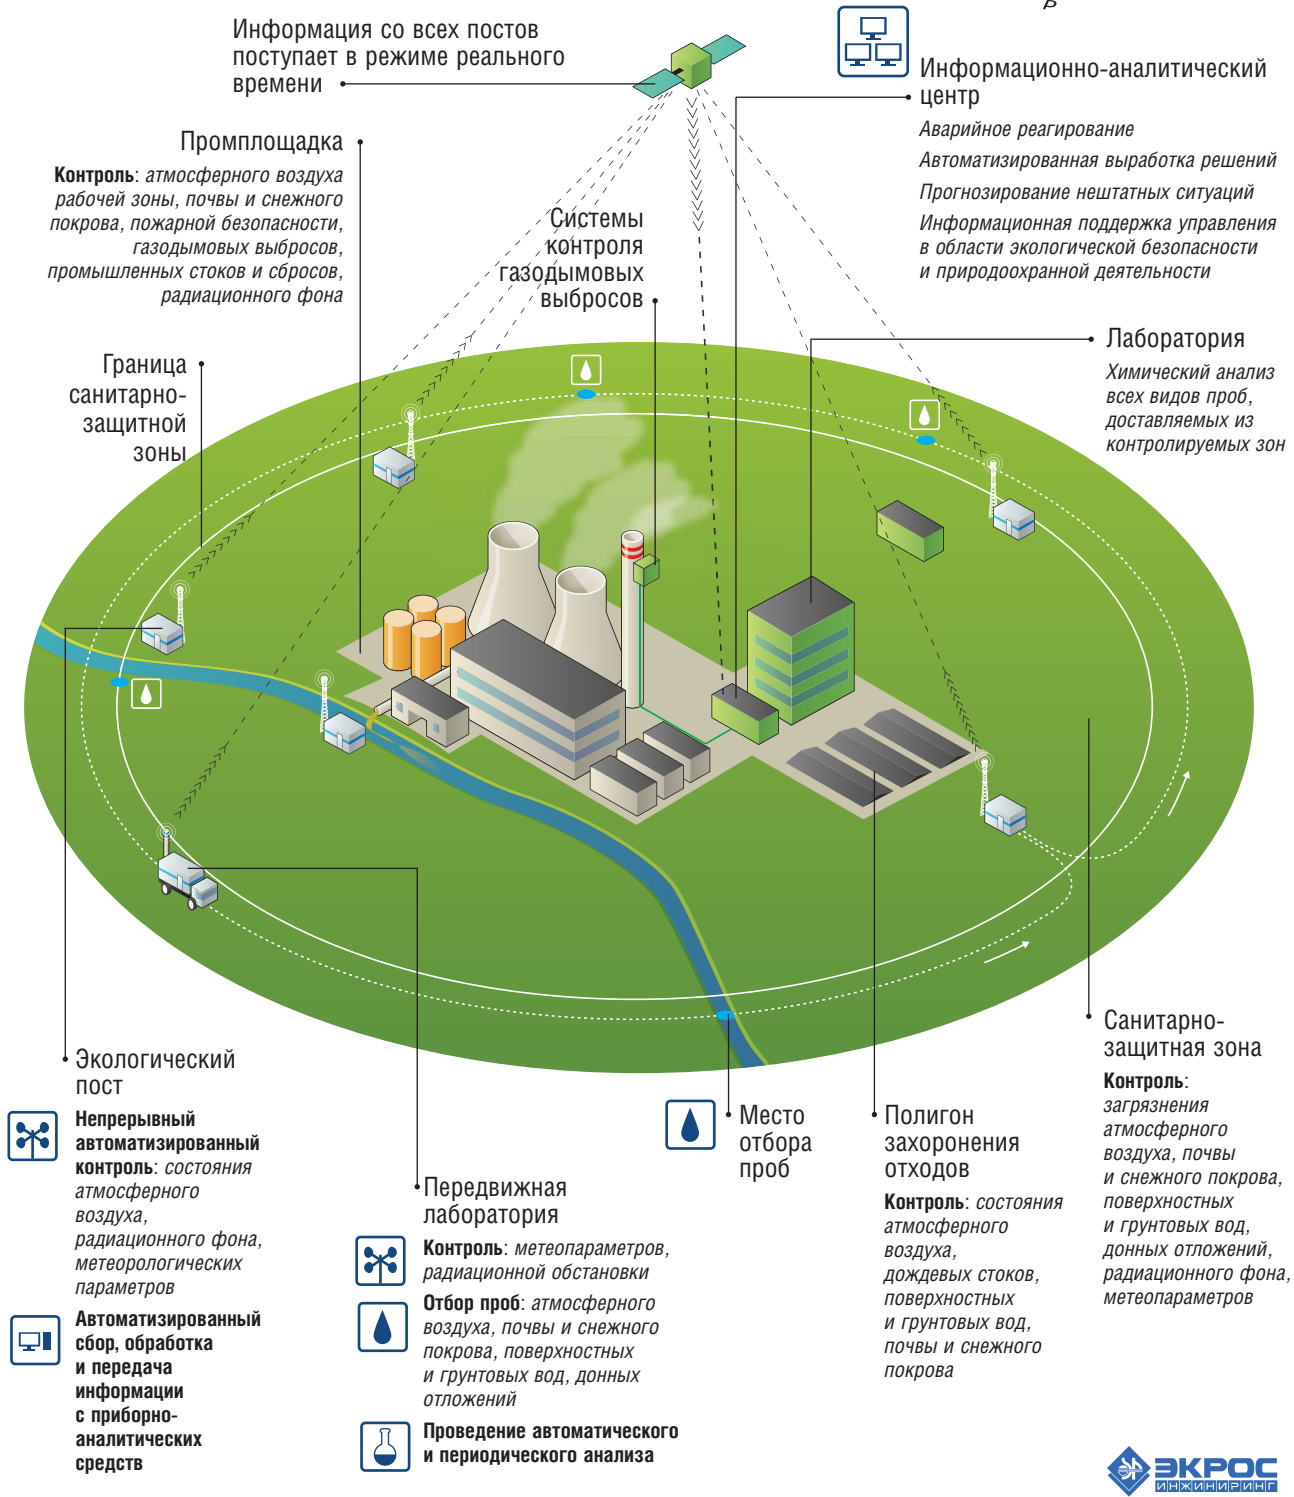 р
Информация со всех постов
поступает в режиме реального
времени
Информационно-аналитический
центр
Аварийное реагирование
Автоматизированная выработка решений
Прогнозирование нештатных ситуаций
Информационная поддержка управления
в области экологической безопасности
и природоохранной деятельности
Промплощадка
Контроль: атмосферного воздуха
рабочей зоны, почвы и снежного
покрова, пожарной безопасности,
газодымовых выбросов,
промышленных стоков и сбросов,
радиационного фона
Системы
контроля
газодымовых
выбросов
Лаборатория
Химический анализ
всех видов проб,
доставляемых из
контролируемых зон
Граница
санитарно-
защитной
зоны
Экологический
пост
Непрерывный
автоматизированный
контроль: состояния
атмосферного
воздуха,
радиационного фона,
метеорологических
параметров
Автоматизированный
сбор, обработка
и передача
информации
с приборно-
аналитических
средств
Передвижная
лаборатория
Контроль: метеопараметров,
радиационной обстановки
Отбор проб: атмосферного
воздуха, почвы и снежного
покрова, поверхностных
и грунтовых вод, донных
отложений
Проведение автоматического
и периодического анализа
Место
отбора
проб
Полигон
захоронения
отходов
Контроль: состояния
атмосферного
воздуха,
дождевых стоков,
поверхностных
и грунтовых вод,
почвы и снежного
покрова
Санитарно-
защитная зона
Контроль:
загрязнения
атмосферного
воздуха, почвы
и снежного покрова,
поверхностных
и грунтовых вод,
донных отложений,
радиационного фона,
метеопараметров
ЭКРОС
ИНЖИНИРИНГ